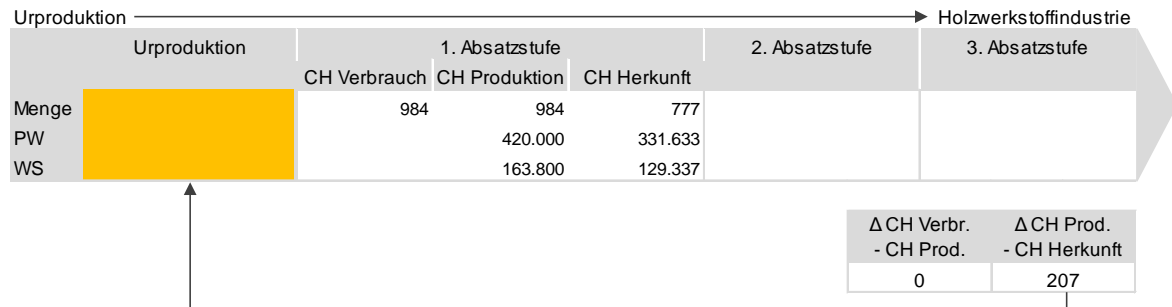 Urproduktion Holzwerkstoffindustrie
Urproduktion 1. Absatzstufe 2. Absatzstufe 3. Absatzstufe
CH Verbrauch CH Produktion CH Herkunft
Menge 984 984 777
PW 420.000 331.633
WS 163.800 129.337
Δ CH Verbr. Δ CH Prod.
- CH Prod. - CH Herkunft
0 207